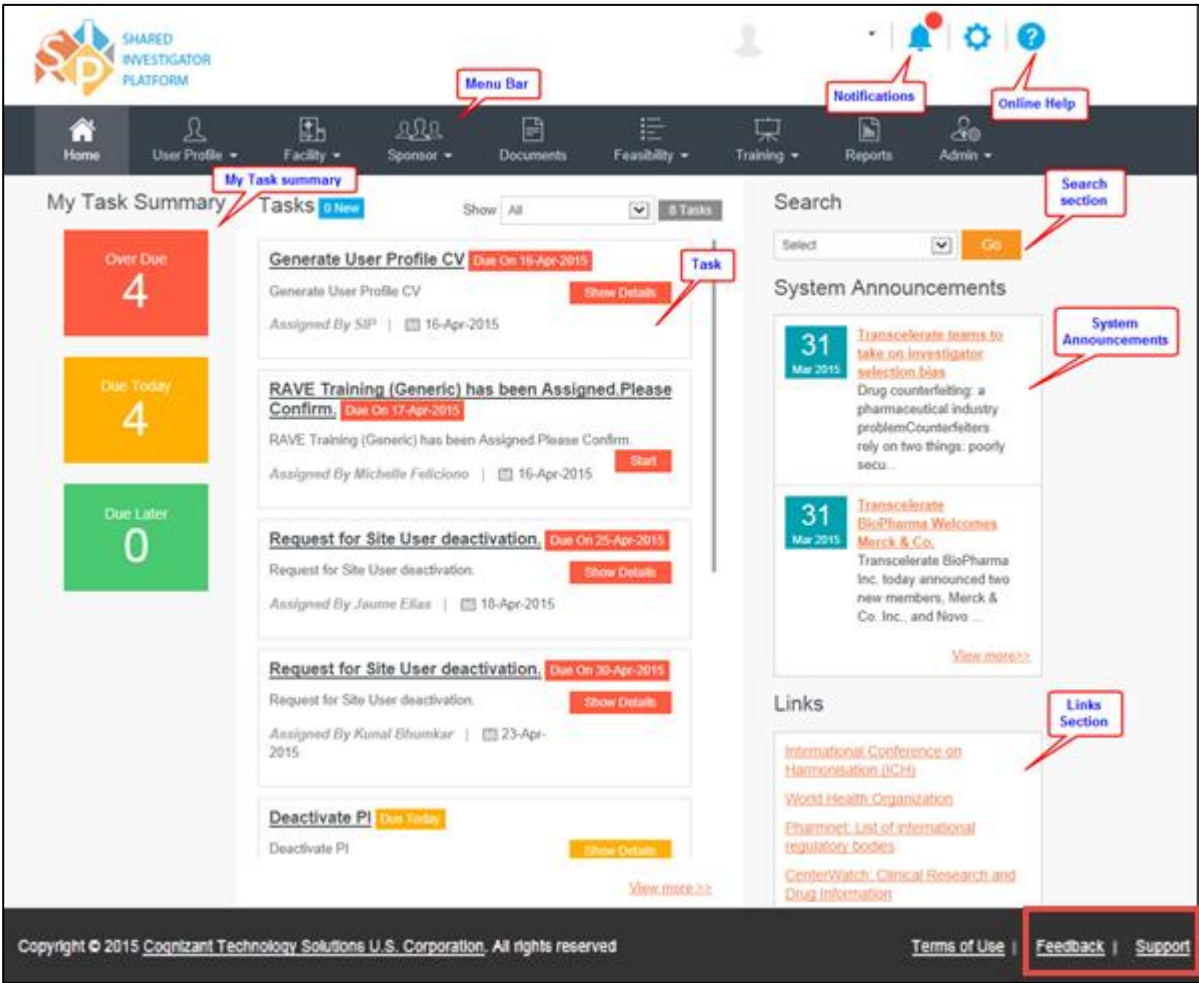 SHARED
INVESTIGATOR
PLATFORM
SIP
Menu Bar
Notifications
Online Help
Home
User Profile
Facility
Sponsor
Documents
Feasibility
Training
Reports
Admin
My Task summary
My Task Summary
Over Due
4
Due Today
4
Due Later
0
Tasks 0 New Show All 8 Tasks
Task
Generate User Profile CV Due On 16-Apr-2015
Generate User Profile CV Show Details
Assigned By SIP | 16-Apr-2015
RAVE Training (Generic) has been Assigned.Please
Confirm. Due On 17-Apr-2015
RAVE Training (Generic) has been Assigned.Please Confirm.
Start
Assigned By Michelle Feliciono | 16-Apr-2015
Request for Site User deactivation. Due On 25-Apr-2015
Request for Site User deactivation. Show Details
Assigned By Jaume Elias | 18-Apr-2015
Request for Site User deactivation. Due On 30-Apr-2015
Request for Site User deactivation. Show Details
Assigned By Kunal Bhumkar | 23-Apr-
2015
Deactivate PI Due Today
Deactivate PI Show Details
View more >>
Search
Search
section
Select Go
System Announcements
System
Announcements
31
Mar 2015
Transcelerate teams to
take on investigator
selection bias
Drug counterfeiting: a
pharmaceutical industry
problemCounterfeiters
rely on two things: poorly
secu...
31
Mar 2015
Transcelerate
BioPharma Welcomes
Merck & Co.
Transcelerate BioPharma
Inc. today announced two
new members, Merck &
Co. Inc., and Novo ...
View more>>
Links
Links
Section
International Conference on
Harmonisation (ICH)
World Health Organization
Pharmnet: List of international
regulatory bodies
CenterWatch: Clinical Research and
Drug Information
Copyright © 2015 Cognizant Technology Solutions U.S. Corporation. All rights reserved
Terms of Use | Feedback | Support